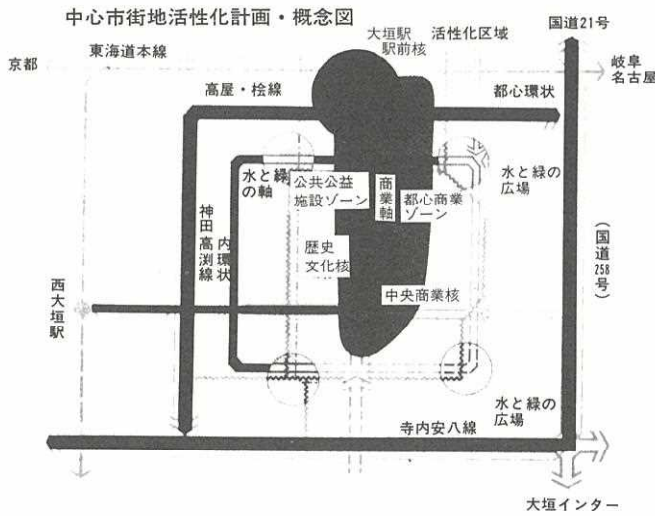 中心市街地活性化計画・概念図
国道21号
大垣駅
駅前核
活性化区域
東海道本線
京都
岐阜
名古屋
高屋・桧線
都心環状
水と緑
の軸
公共公益
施設ゾーン
商業軸
都心商業
ゾーン
水と緑の
広場
神田高渕線
内環状
歴史
文化核
(国道258号)
西大垣駅
中央商業核
水と緑の
広場
寺内安八線
大垣インター